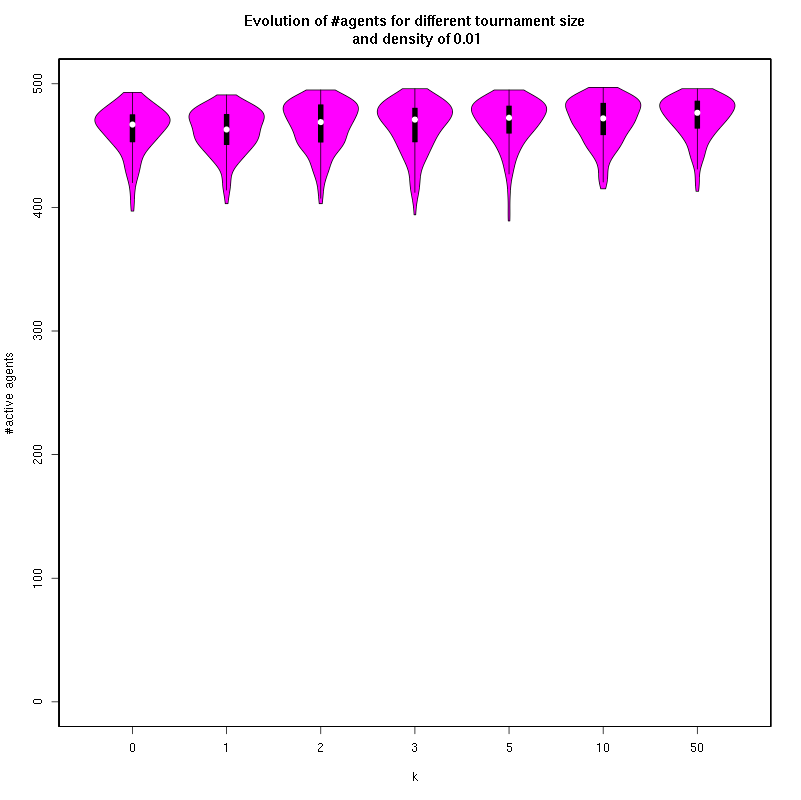 Evolution of #agents for different tournament size
and density of 0.01
500
400
300
200
100
0
#active agents
0 1 2 3 5 10 50
k